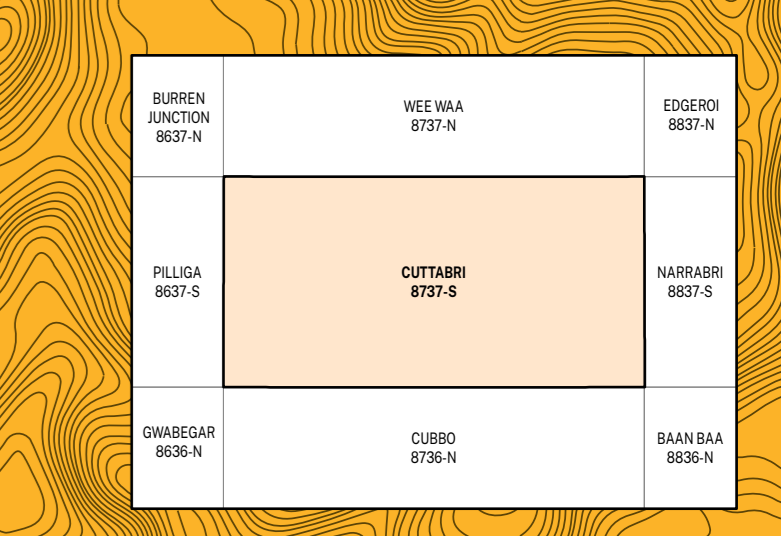 BURREN
JUNCTION
8637-N
WEE WAA
8737-N
EDGEROI
8837-N
PILLIGA
8637-S
CUTTABRI
8737-S
NARRABRI
8837-S
GWABEGAR
8636-N
CUBBO
8736-N
BAAN BAA
8836-N